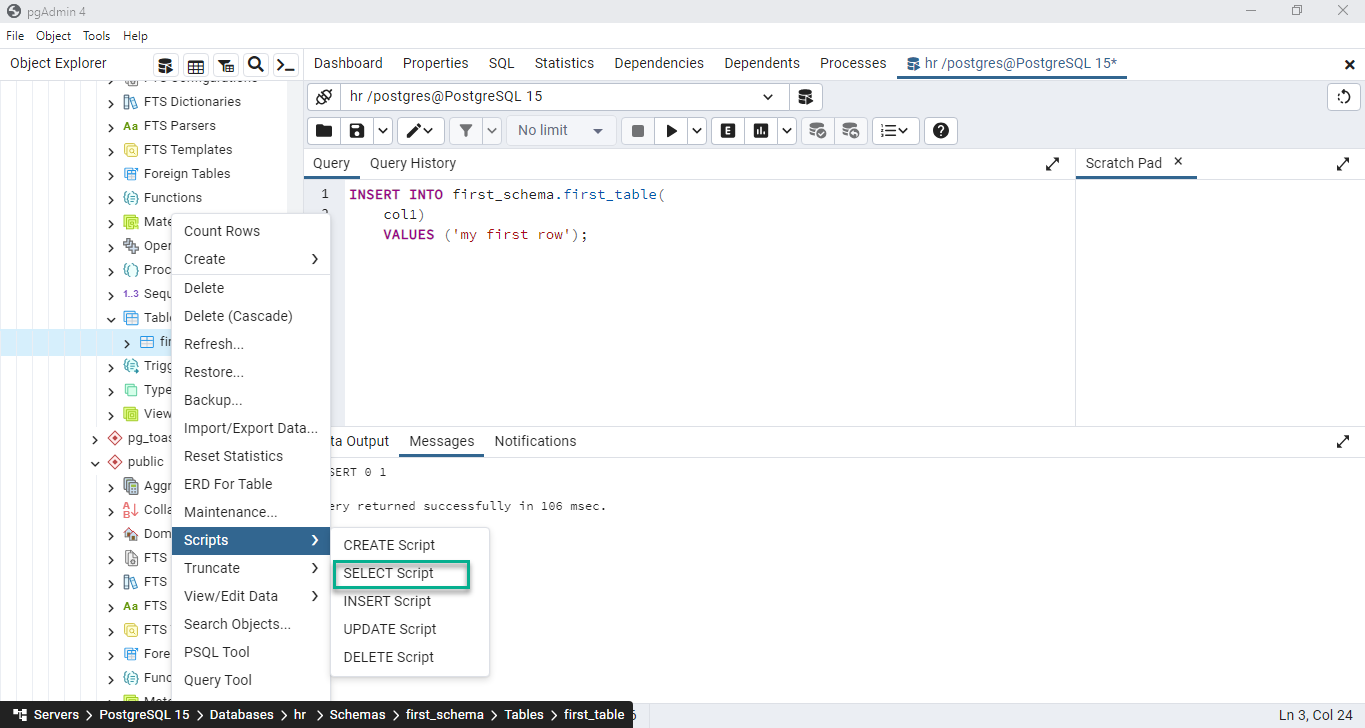 pgAdmin 4
File Object Tools Help
Object Explorer
Dashboard Properties SQL Statistics Dependencies Dependents Processes hr /postgres@PostgreSQL 15*
FTS Dictionaries
Aa FTS Parsers
FTS Templates
Foreign Tables
Functions
Mate
Oper
Proc
1..3 Sequ
Table
fir
Trigg
Type
View
pg_toas
public
Aggr
Colla
Dom
FTS
FTS
Aa FTS
FTS
Fore
Func
Count Rows
Create
Delete
Delete (Cascade)
Refresh...
Restore...
Backup...
Import/Export Data...
Reset Statistics
ERD For Table
Maintenance...
Scripts
Truncate
View/Edit Data
Search Objects...
PSQL Tool
Query Tool
CREATE Script
SELECT Script
INSERT Script
UPDATE Script
DELETE Script
hr /postgres@PostgreSQL 15
No limit
E
Query Query History
Scratch Pad
1 INSERT INTO first_schema.first_table(
col1)
VALUES ('my first row');
ta Output Messages Notifications
SERT 0 1
ery returned successfully in 106 msec.
Servers > PostgreSQL 15 > Databases > hr > Schemas > first_schema > Tables > first_table
Ln 3, Col 24